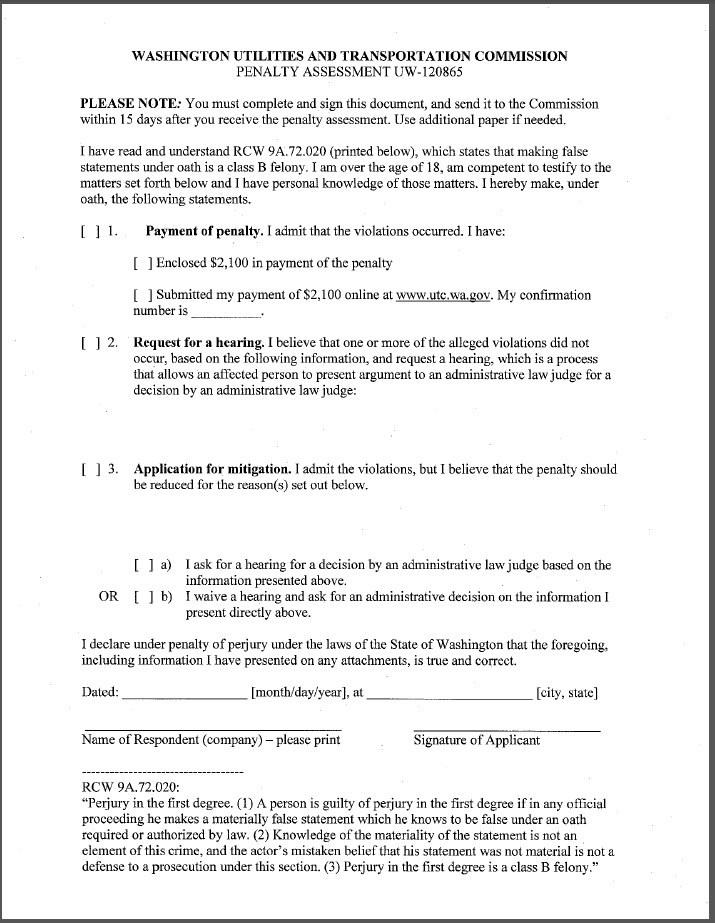 WASHINGTON UTILITIES AND TRANSPORTATION COMMISSION
PENALTY ASSESSMENT UW-120865
PLEASE NOTE: You must complete and sign this document, and send it to the Commission
within 15 days after you receive the penalty assessment. Use additional paper if needed.
I have read and understand RCW 9A.72.020 (printed below), which states that making false
statements under oath is a class B felony. I am over the age of 18, am competent to testify to the
matters set forth below and I have personal knowledge of those matters. I hereby make, under
oath, the following statements.
[ ] 1. Payment of penalty. I admit that the violations occurred. I have:
[ ] Enclosed $2,100 in payment of the penalty
[ ] Submitted my payment of $2,100 online at www.utc.wa.gov. My confirmation
number is ___________.
[ ] 2. Request for a hearing. I believe that one or more of the alleged violations did not
occur, based on the following information, and request a hearing, which is a process
that allows an affected person to present argument to an administrative law judge for a
decision by an administrative law judge:
[ ] 3. Application for mitigation. I admit the violations, but I believe that the penalty should
be reduced for the reason(s) set out below.
[ ] a) I ask for a hearing for a decision by an administrative law judge based on the
information presented above.
OR [ ] b) I waive a hearing and ask for an administrative decision on the information I
present directly above.
I declare under penalty of perjury under the laws of the State of Washington that the foregoing,
including information I have presented on any attachments, is true and correct.
Dated: __________________ [month/day/year], at ________________________ [city, state]
Name of Respondent (company) – please print Signature of Applicant
-----------------------------------
RCW 9A.72.020:
“Perjury in the first degree. (1) A person is guilty of perjury in the first degree if in any official
proceeding he makes a materially false statement which he knows to be false under an oath
required or authorized by law. (2) Knowledge of the materiality of the statement is not an
element of this crime, and the actor’s mistaken belief that his statement was not material is not a
defense to a prosecution under this section. (3) Perjury in the first degree is a class B felony.”